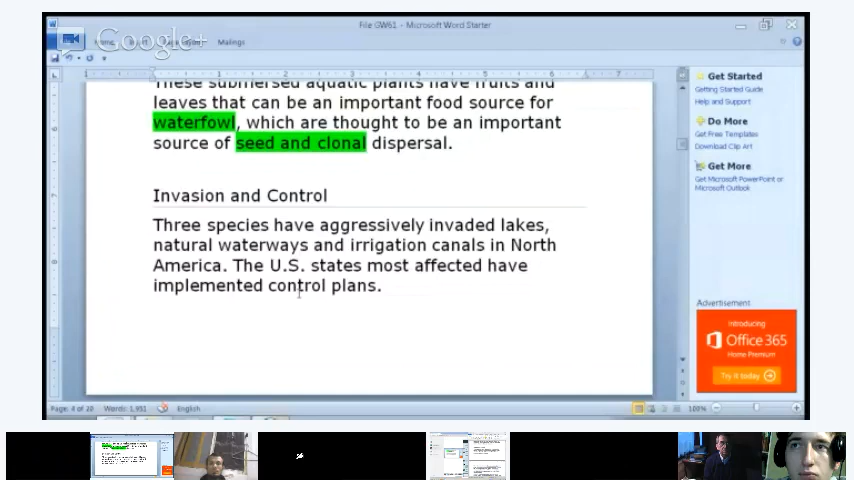 File GW61 - Microsoft Word Starter
Google+
Mailings
These submersed aquatic plants have fruits and
leaves that can be an important food source for
waterfowl, which are thought to be an important
source of seed and clonal dispersal.
Invasion and Control
Three species have aggressively invaded lakes,
natural waterways and irrigation canals in North
America. The U.S. states most affected have
implemented control plans.
Get Started
Getting Started Guide
Help and Support
Do More
Get Free Templates
Download Clip Art
Get More
Get Microsoft PowerPoint or
Microsoft Outlook
Advertisement
Introducing
Office 365
Home Premium
Try it today
Page: 4 of 20 Words: 1,951 English 100%